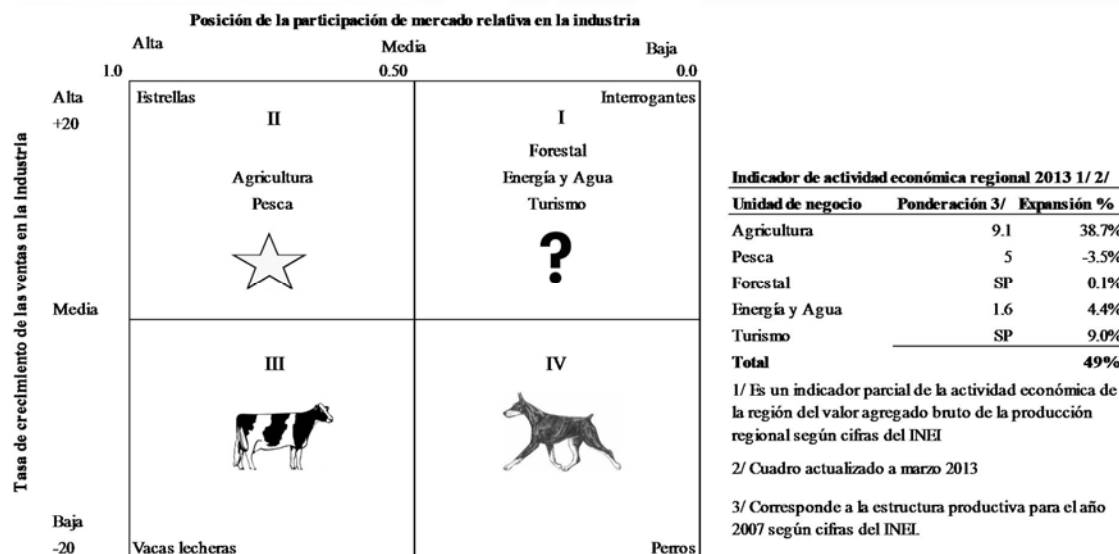 Posición de la participación de mercado relativa en la industria
Alta Media Baja
1.0 0.50 0.0
Tasa de crecimiento de las ventas en la industria
Alta
+20
Media
Baja
-20
Estrellas
II
Agricultura
Pesca
Interrogantes
I
Forestal
Energía y Agua
Turismo
?
III
Vacas lecheras
IV
Perros
Indicador de actividad económica regional 2013 1/ 2/
Unidad de negocio Ponderación 3/ Expansión %
Agricultura 9.1 38.7%
Pesca 5 -3.5%
Forestal SP 0.1%
Energía y Agua 1.6 4.4%
Turismo SP 9.0%
Total 49%
1/ Es un indicador parcial de la actividad económica de
la región del valor agregado bruto de la producción
regional según cifras del INEI
2/ Cuadro actualizado a marzo 2013
3/ Corresponde a la estructura productiva para el año
2007 según cifras del INEI.